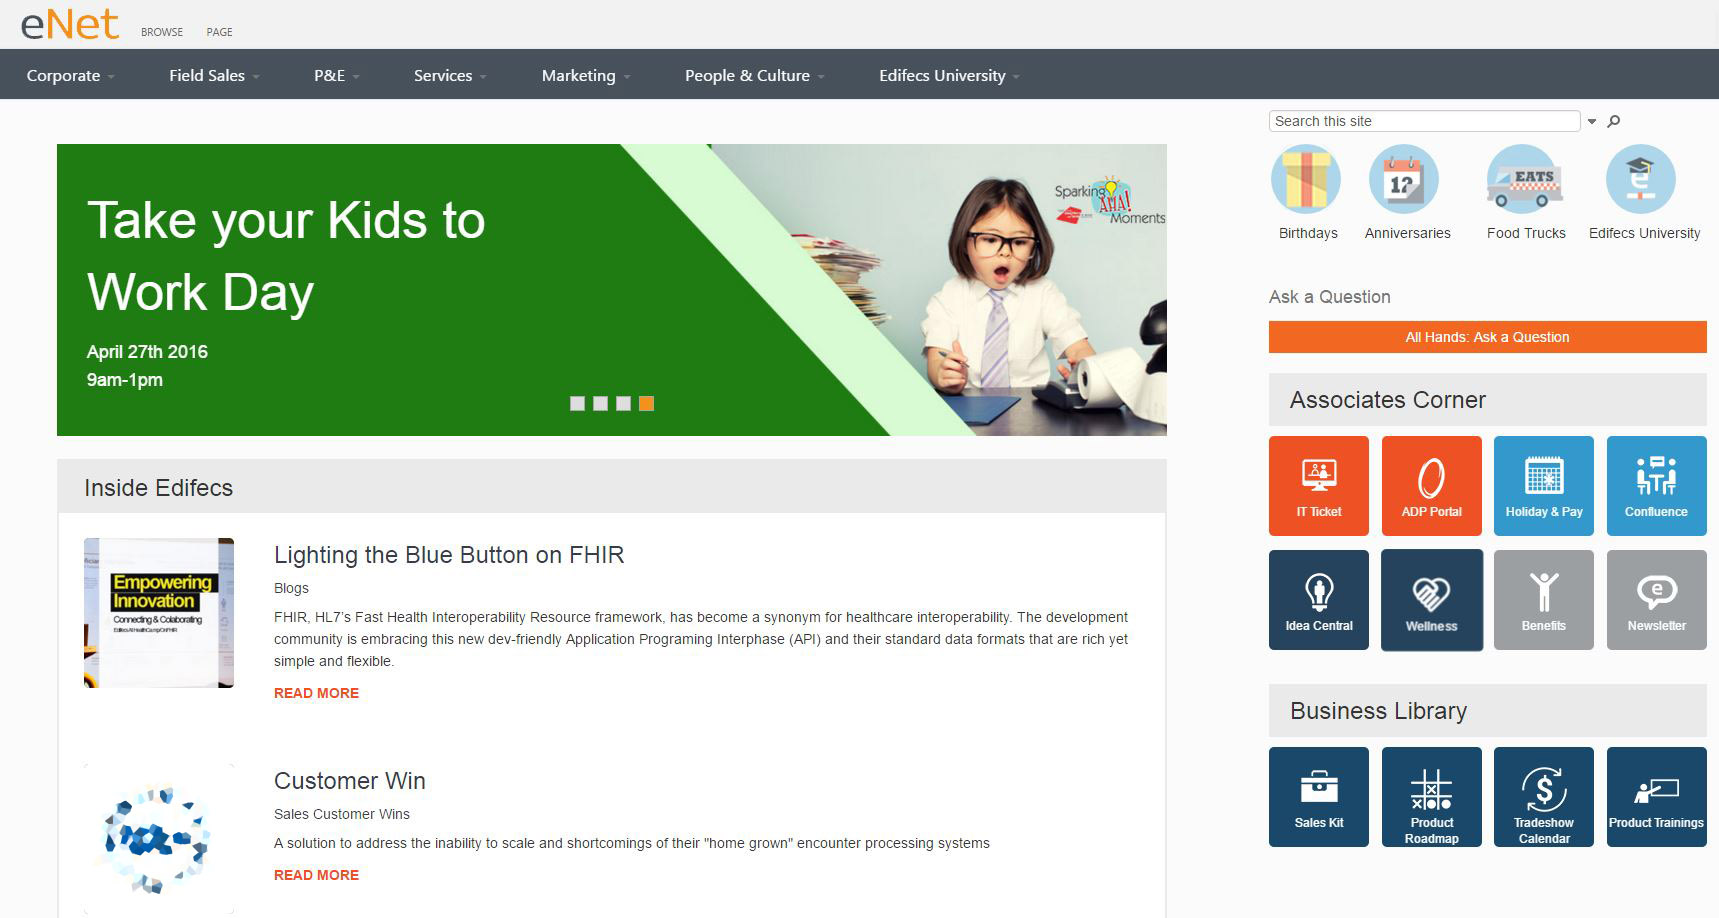 eNet
BROWSE
PAGE
Corporate
Field Sales
P&E
Services
Marketing
People & Culture
Edifecs University
Search this site
Take your Kids to
Work Day
April 27th 2016
9am-1pm
Sparking
AHA!
Moments
12
EATS
e
Birthdays
Anniversaries
Food Trucks
Edifecs University
Ask a Question
All Hands: Ask a Question
Associates Corner
IT Ticket
ADP Portal
Holiday & Pay
Confluence
Idea Central
Wellness
Benefits
Newsletter
Business Library
Sales Kit
Product
Roadmap
Tradeshow
Calendar
Product Trainings
Inside Edifecs
Empowering
Innovation
Connecting & Colaborating
Lighting the Blue Button on FHIR
Blogs
FHIR, HL7's Fast Health Interoperability Resource framework, has become a synonym for healthcare interoperability. The development
community is embracing this new dev-friendly Application Programing Interphase (API) and their standard data formats that are rich yet
simple and flexible.
READ MORE
Customer Win
Sales Customer Wins
A solution to address the inability to scale and shortcomings of their "home grown" encounter processing systems
READ MORE